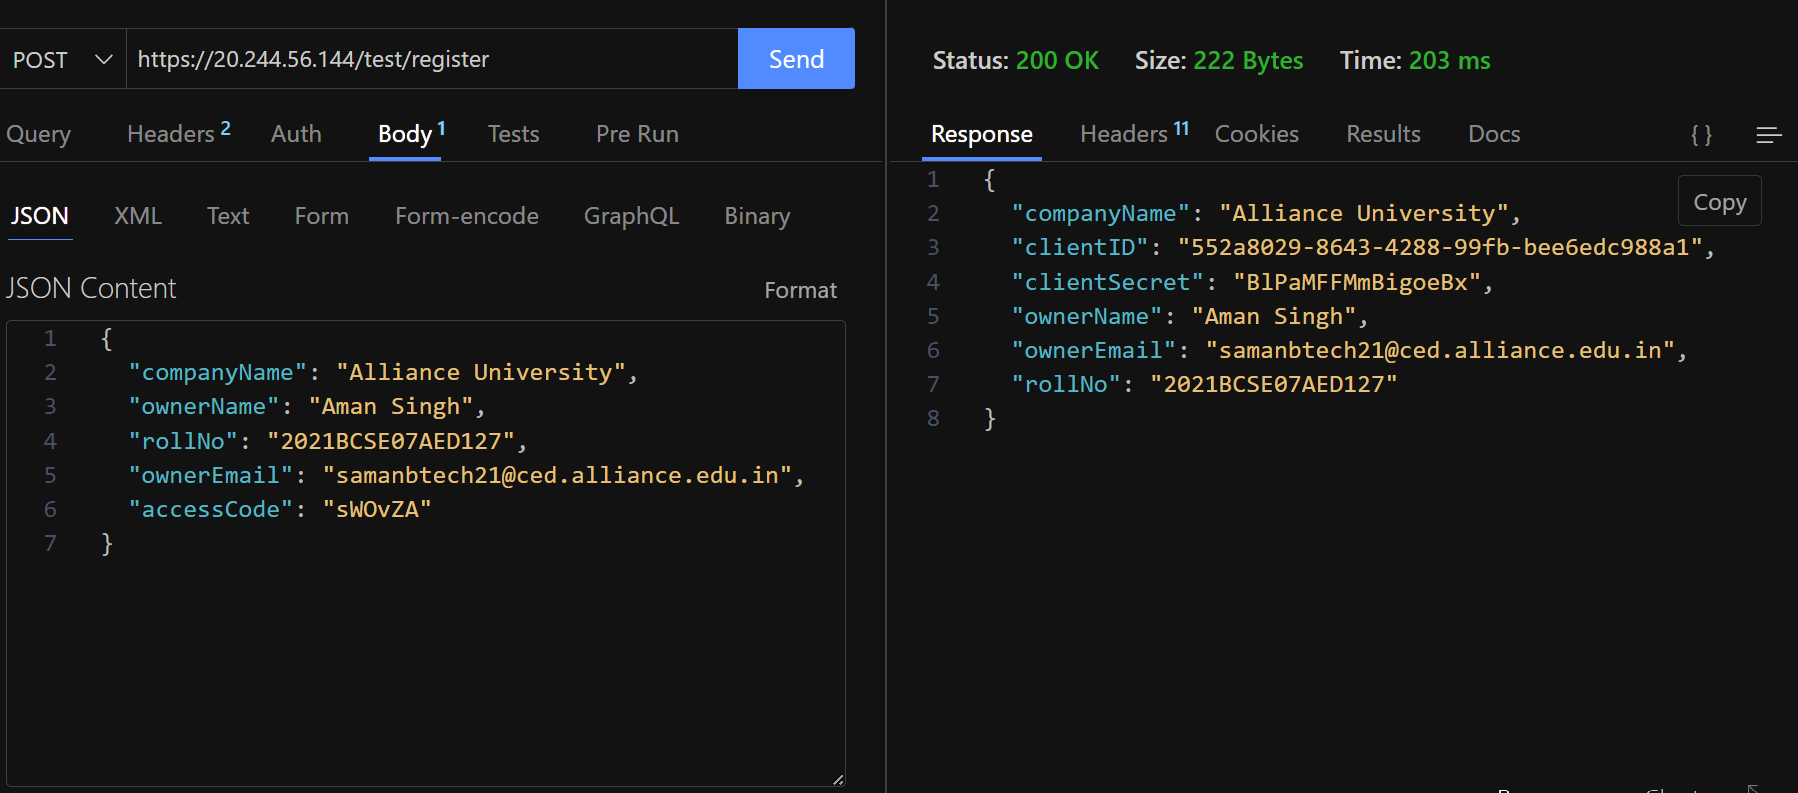 POST
https://20.244.56.144/test/register
Send
Query Headers 2 Auth Body 1 Tests Pre Run
JSON XML Text Form Form-encode GraphQL Binary
JSON Content
Format
1 {
2 "companyName": "Alliance University",
3 "ownerName": "Aman Singh",
4 "rollNo": "2021BCSE07AED127",
5 "ownerEmail": "samanbtech21@ced.alliance.edu.in",
6 "accessCode": "sWOvZA"
7 }
Status: 200 OK Size: 222 Bytes Time: 203 ms
Response Headers 11 Cookies Results Docs { }
Copy
1 {
2 "companyName": "Alliance University",
3 "clientID": "552a8029-8643-4288-99fb-bee6edc988a1",
4 "clientSecret": "BlPaMFFMmBigoeBx",
5 "ownerName": "Aman Singh",
6 "ownerEmail": "samanbtech21@ced.alliance.edu.in",
7 "rollNo": "2021BCSE07AED127"
8 }